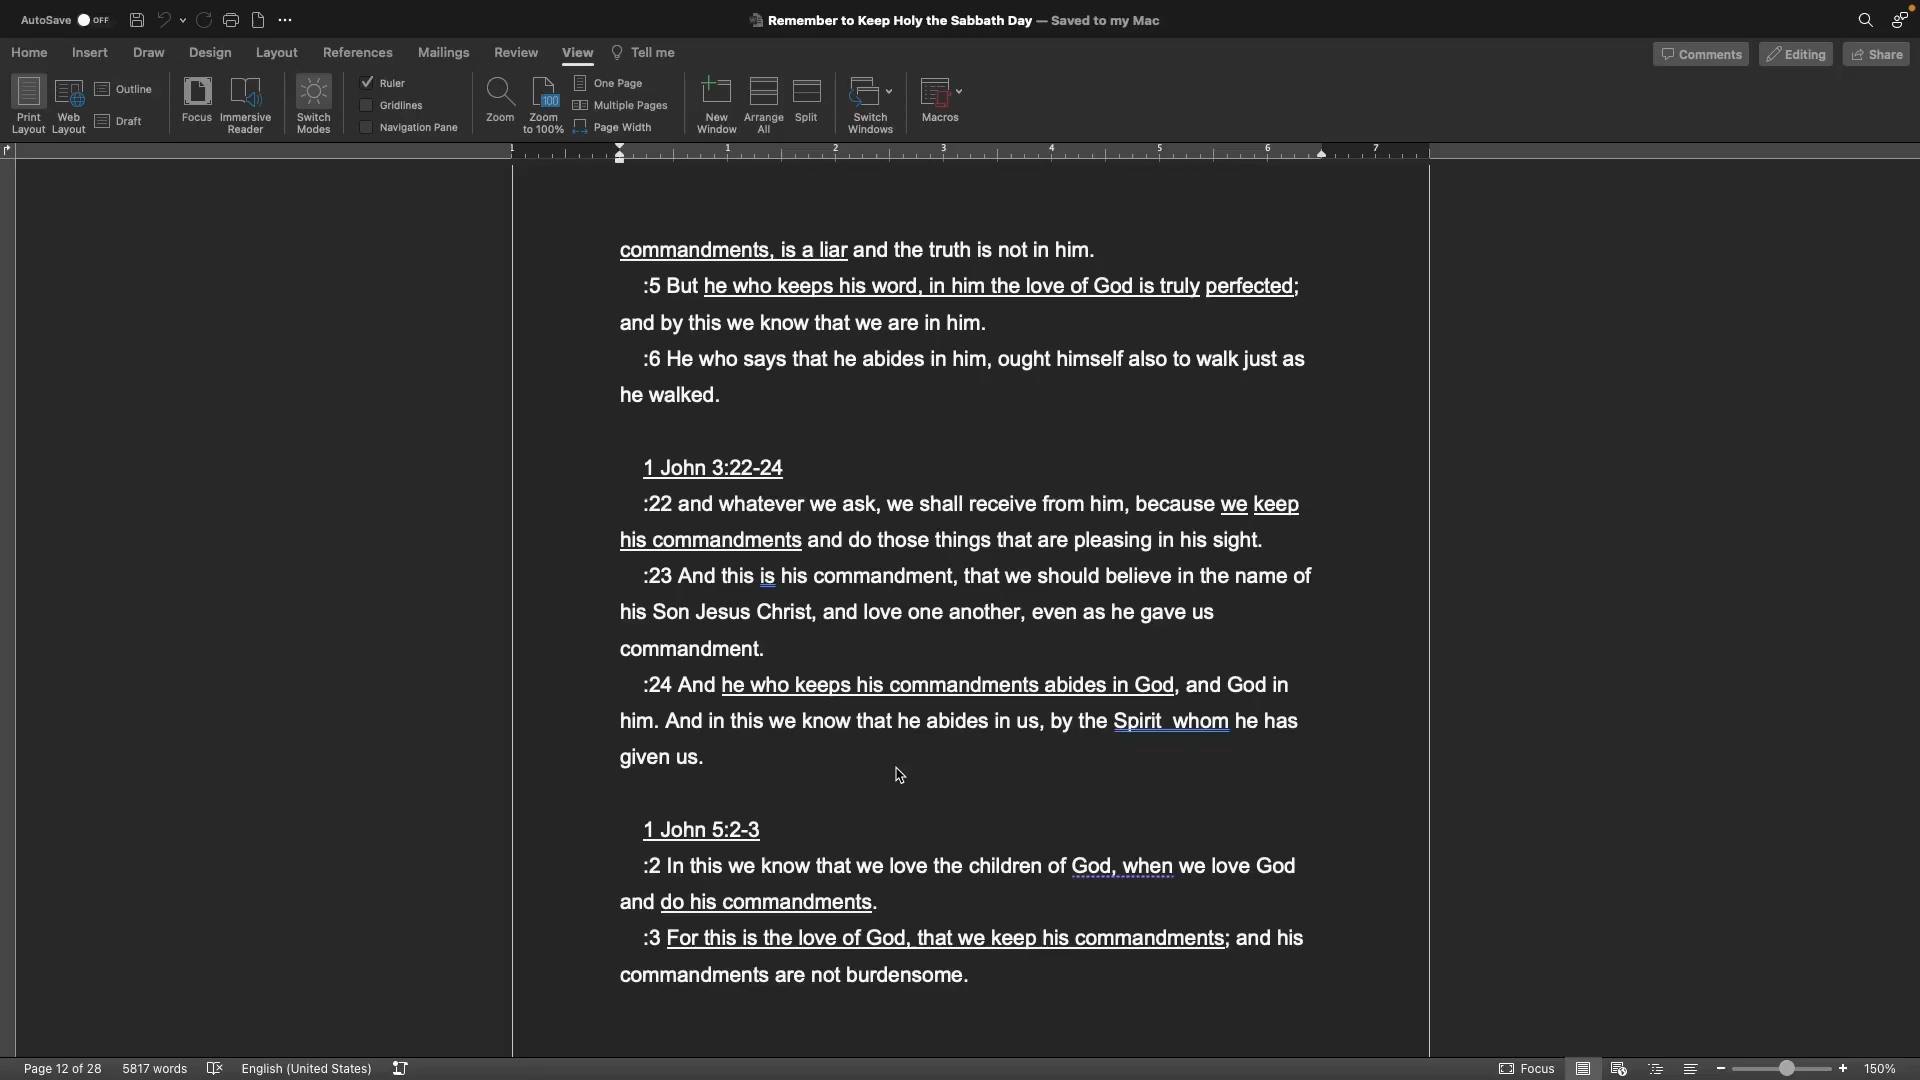 AutoSave OFF
Remember to Keep Holy the Sabbath Day — Saved to my Mac
Home Insert Draw Design Layout References Mailings Review View Tell me
Comments Editing Share
Print Layout
Web Layout
Outline
Draft
Focus
Immersive Reader
Switch Modes
Ruler
Gridlines
Navigation Pane
Zoom
100
Zoom to 100%
One Page
Multiple Pages
Page Width
New Window
Arrange All
Split
Switch Windows
Macros
1 1 2 3 4 5 6 7
commandments, is a liar and the truth is not in him.
:5 But he who keeps his word, in him the love of God is truly perfected;
and by this we know that we are in him.
:6 He who says that he abides in him, ought himself also to walk just as
he walked.
1 John 3:22-24
:22 and whatever we ask, we shall receive from him, because we keep
his commandments and do those things that are pleasing in his sight.
:23 And this is his commandment, that we should believe in the name of
his Son Jesus Christ, and love one another, even as he gave us
commandment.
:24 And he who keeps his commandments abides in God, and God in
him. And in this we know that he abides in us, by the Spirit  whom he has
given us.
1 John 5:2-3
:2 In this we know that we love the children of God, when we love God
and do his commandments.
:3 For this is the love of God, that we keep his commandments; and his
commandments are not burdensome.
Page 12 of 28 5817 words English (United States) Focus 150%